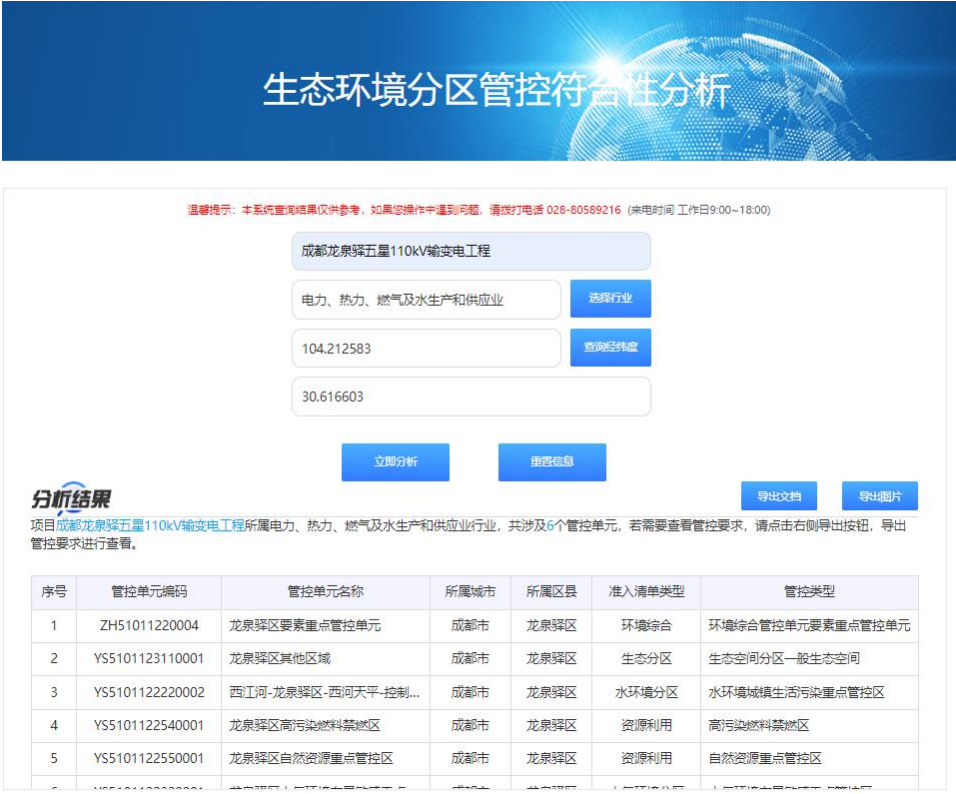 生态环境分区管控符合性分析
温馨提示：本系统查询结果仅供参考，如果您操作中遇到问题，请拨打电话 028-80589216 (来电时间 工作日9:00~18:00)
成都龙泉驿五星110kV输变电工程
电力、热力、燃气及水生产和供应业 选择行业
104.212583 查询经纬度
30.616603
立即分析 重置信息
分析结果 导出文档 导出图片
项目成都龙泉驿五星110kV输变电工程所属电力、热力、燃气及水生产和供应业行业，共涉及6个管控单元，若需要查看管控要求，请点击右侧导出按钮，导出
管控要求进行查看。
序号 管控单元编码 管控单元名称 所属城市 所属区县 准入清单类型 管控类型
1 ZH51011220004 龙泉驿区要素重点管控单元 成都市 龙泉驿区 环境综合 环境综合管控单元要素重点管控单元
2 YS5101123110001 龙泉驿区其他区域 成都市 龙泉驿区 生态分区 生态空间分区一般生态空间
3 YS5101122220002 西江河-龙泉驿区-西河天平-控制... 成都市 龙泉驿区 水环境分区 水环境城镇生活污染重点管控区
4 YS5101122540001 龙泉驿区高污染燃料禁燃区 成都市 龙泉驿区 资源利用 高污染燃料禁燃区
5 YS5101122550001 龙泉驿区自然资源重点管控区 成都市 龙泉驿区 资源利用 自然资源重点管控区